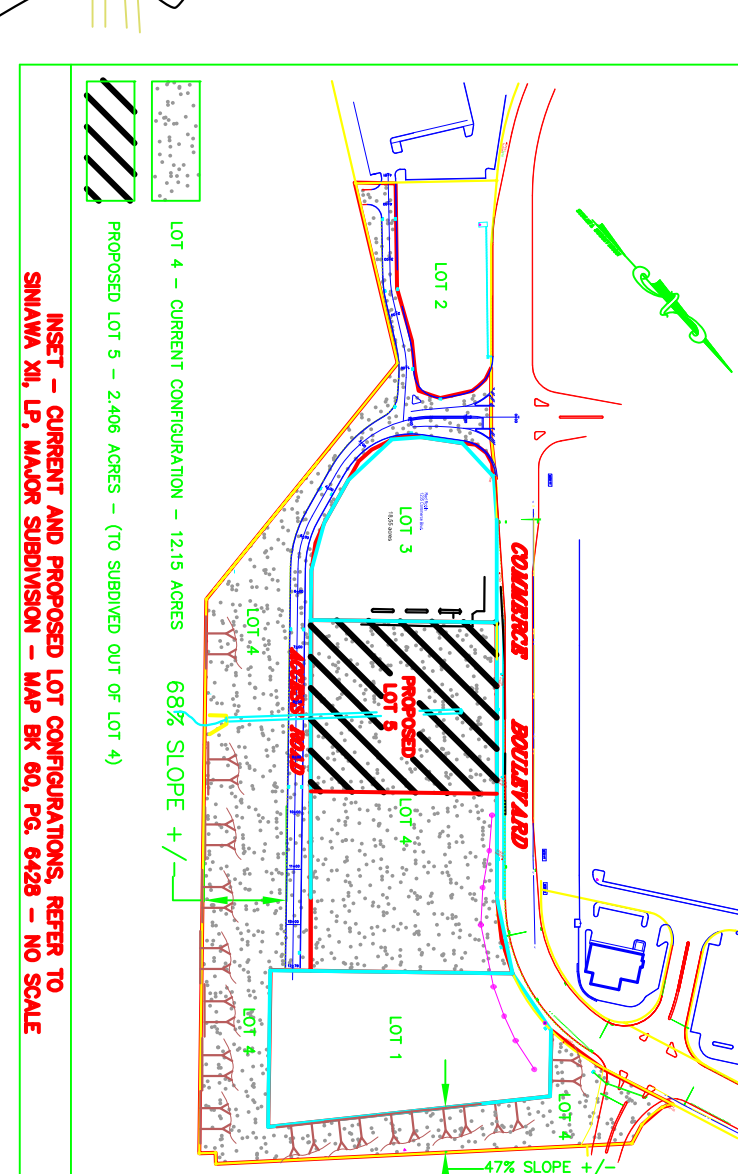 LOT 4 - CURRENT CONFIGURATION - 12.15 ACRES
PROPOSED LOT 5 - 2.406 ACRES - (TO SUBDIVED OUT OF LOT 4)
INSET - CURRENT AND PROPOSED LOT CONFIGURATIONS, REFER TO
SINIAWA XII, LP, MAJOR SUBDIVISION - MAP BK 60, PG. 6428 - NO SCALE
LOT 2
LOT 3
18.55 acres
COMMERCE BOULEVARD
PROPOSED
LOT 5
ACCESS ROAD
LOT 4
LOT 4
LOT 4
LOT 4
LOT 1
68% SLOPE +/-
47% SLOPE +/-